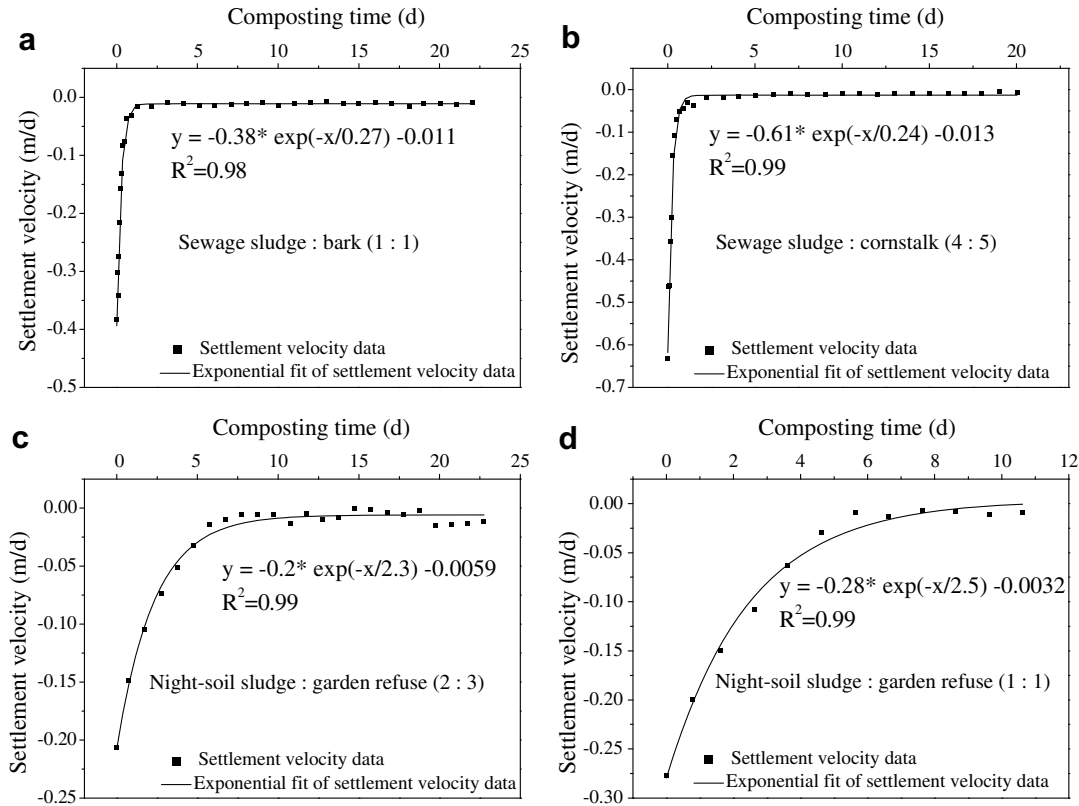 a
Composting time (d)
0 5 10 15 20 25
Settlement velocity (m/d)
0.0
-0.1
-0.2
-0.3
-0.4
-0.5
y = -0.38* exp(-x/0.27) -0.011
R²=0.98
Sewage sludge : bark (1 : 1)
Settlement velocity data
Exponential fit of settlement velocity data
b
Composting time (d)
0 5 10 15 20
Settlement velocity (m/d)
0.0
-0.1
-0.2
-0.3
-0.4
-0.5
-0.6
-0.7
y = -0.61* exp(-x/0.24) -0.013
R²=0.99
Sewage sludge : cornstalk (4 : 5)
Settlement velocity data
Exponential fit of settlement velocity data
c
Composting time (d)
0 5 10 15 20 25
Settlement velocity (m/d)
0.00
-0.05
-0.10
-0.15
-0.20
-0.25
y = -0.2* exp(-x/2.3) -0.0059
R²=0.99
Night-soil sludge : garden refuse (2 : 3)
Settlement velocity data
Exponential fit of settlement velocity data
d
Composting time (d)
0 2 4 6 8 10 12
Settlement velocity (m/d)
0.00
-0.05
-0.10
-0.15
-0.20
-0.25
-0.30
y = -0.28* exp(-x/2.5) -0.0032
R²=0.99
Night-soil sludge : garden refuse (1 : 1)
Settlement velocity data
Exponential fit of settlement velocity data